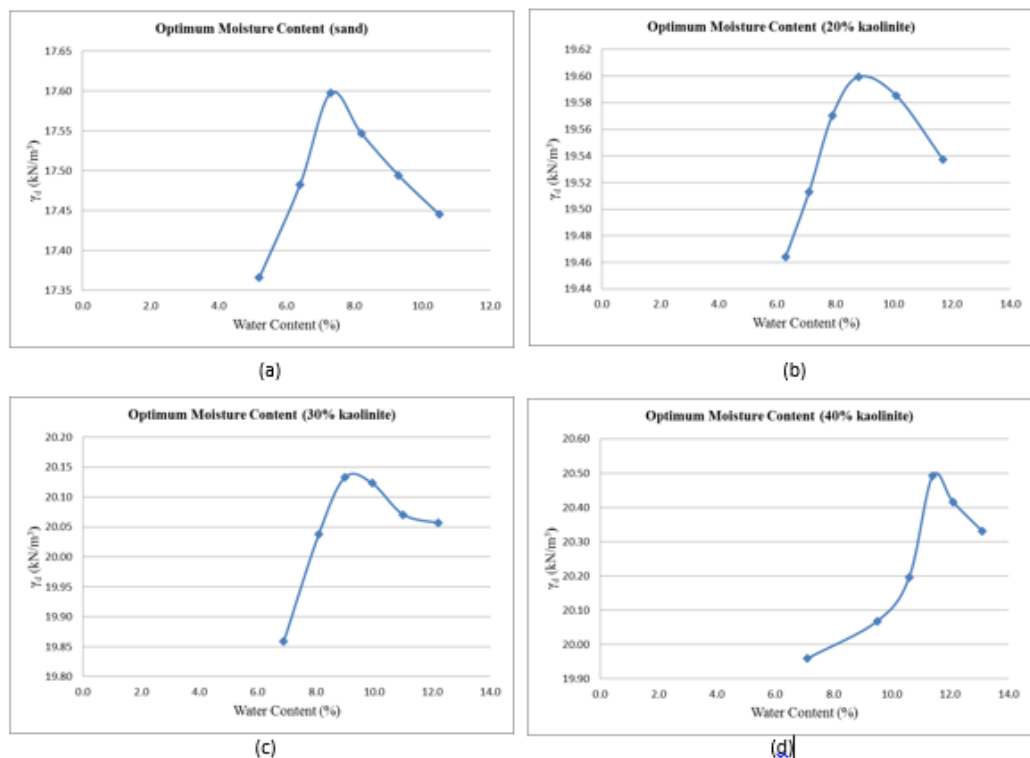 Optimum Moisture Content (sand)
17.65
17.60
17.55
17.50
17.45
17.40
17.35
γd (kN/m³)
0.0 2.0 4.0 6.0 8.0 10.0 12.0
Water Content (%)
(a)
Optimum Moisture Content (20% kaolinite)
19.62
19.60
19.58
19.56
19.54
19.52
19.50
19.48
19.46
19.44
γd (kN/m³)
0.0 2.0 4.0 6.0 8.0 10.0 12.0 14.0
Water Content (%)
(b)
Optimum Moisture Content (30% kaolinite)
20.20
20.15
20.10
20.05
20.00
19.95
19.90
19.85
19.80
γd (kN/m³)
0.0 2.0 4.0 6.0 8.0 10.0 12.0 14.0
Water Content (%)
(c)
Optimum Moisture Content (40% kaolinite)
20.60
20.50
20.40
20.30
20.20
20.10
20.00
19.90
γd (kN/m³)
0.0 2.0 4.0 6.0 8.0 10.0 12.0 14.0
Water Content (%)
(d)